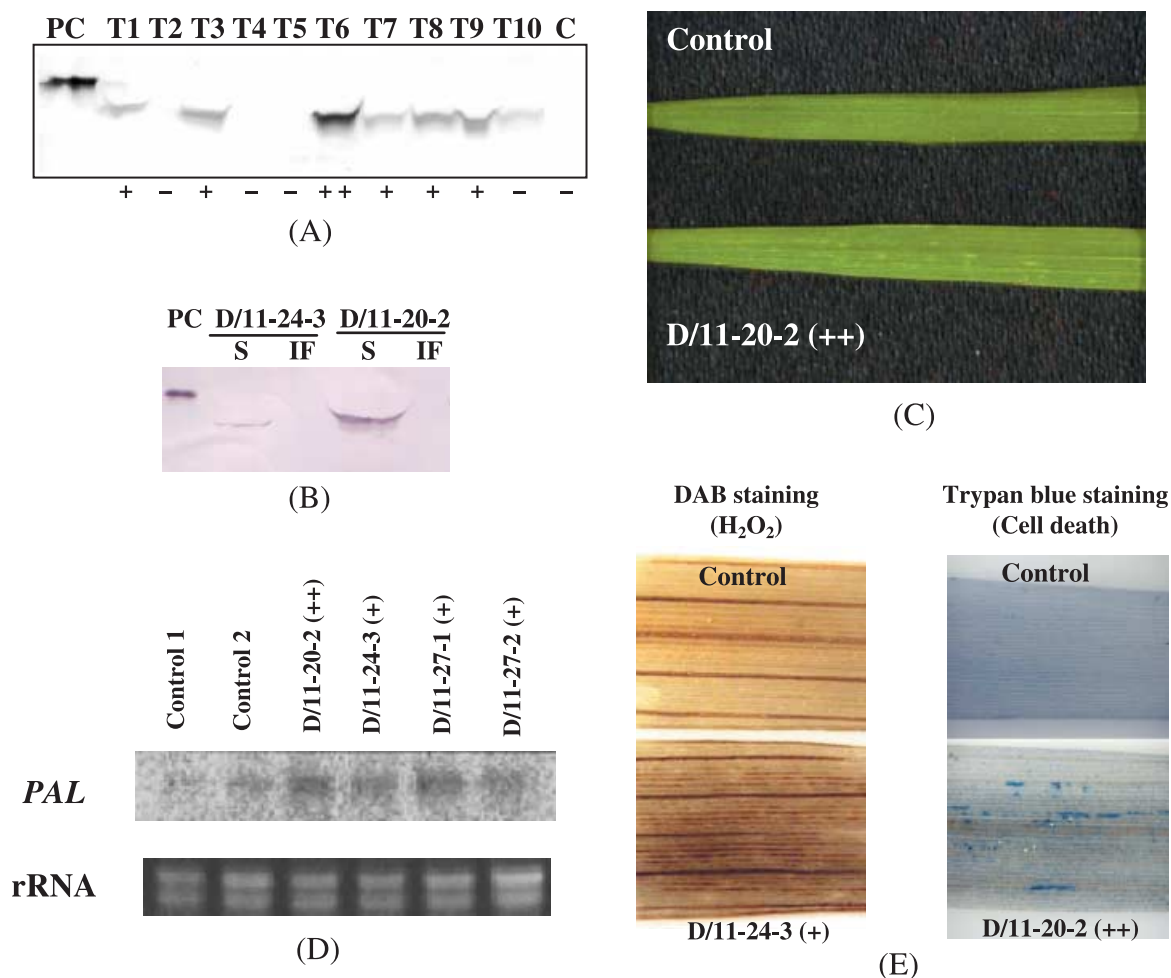 PC T1 T2 T3 T4 T5 T6 T7 T8 T9 T10 C
+ − + − − ++ + + + − −
(A)
PC D/11-24-3 D/11-20-2
S IF S IF
(B)
Control
D/11-20-2 (++)
(C)
Control 1
Control 2
D/11-20-2 (++)
D/11-24-3 (+)
D/11-27-1 (+)
D/11-27-2 (+)
PAL
rRNA
(D)
DAB staining
(H₂O₂)
Control
D/11-24-3 (+)
Trypan blue staining
(Cell death)
Control
D/11-20-2 (++)
(E)